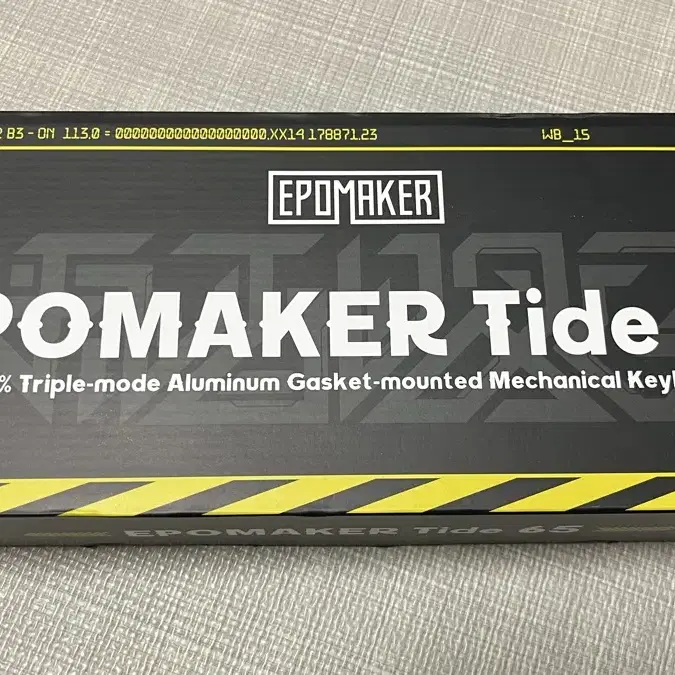 2 B3 - ON 113.0 = 0000000000000000000.XX14 178871.23 WB_15
EPOMAKER
POMAKER Tide
% Triple-mode Aluminum Gasket-mounted Mechanical Key
EPOMAKER Tide 65